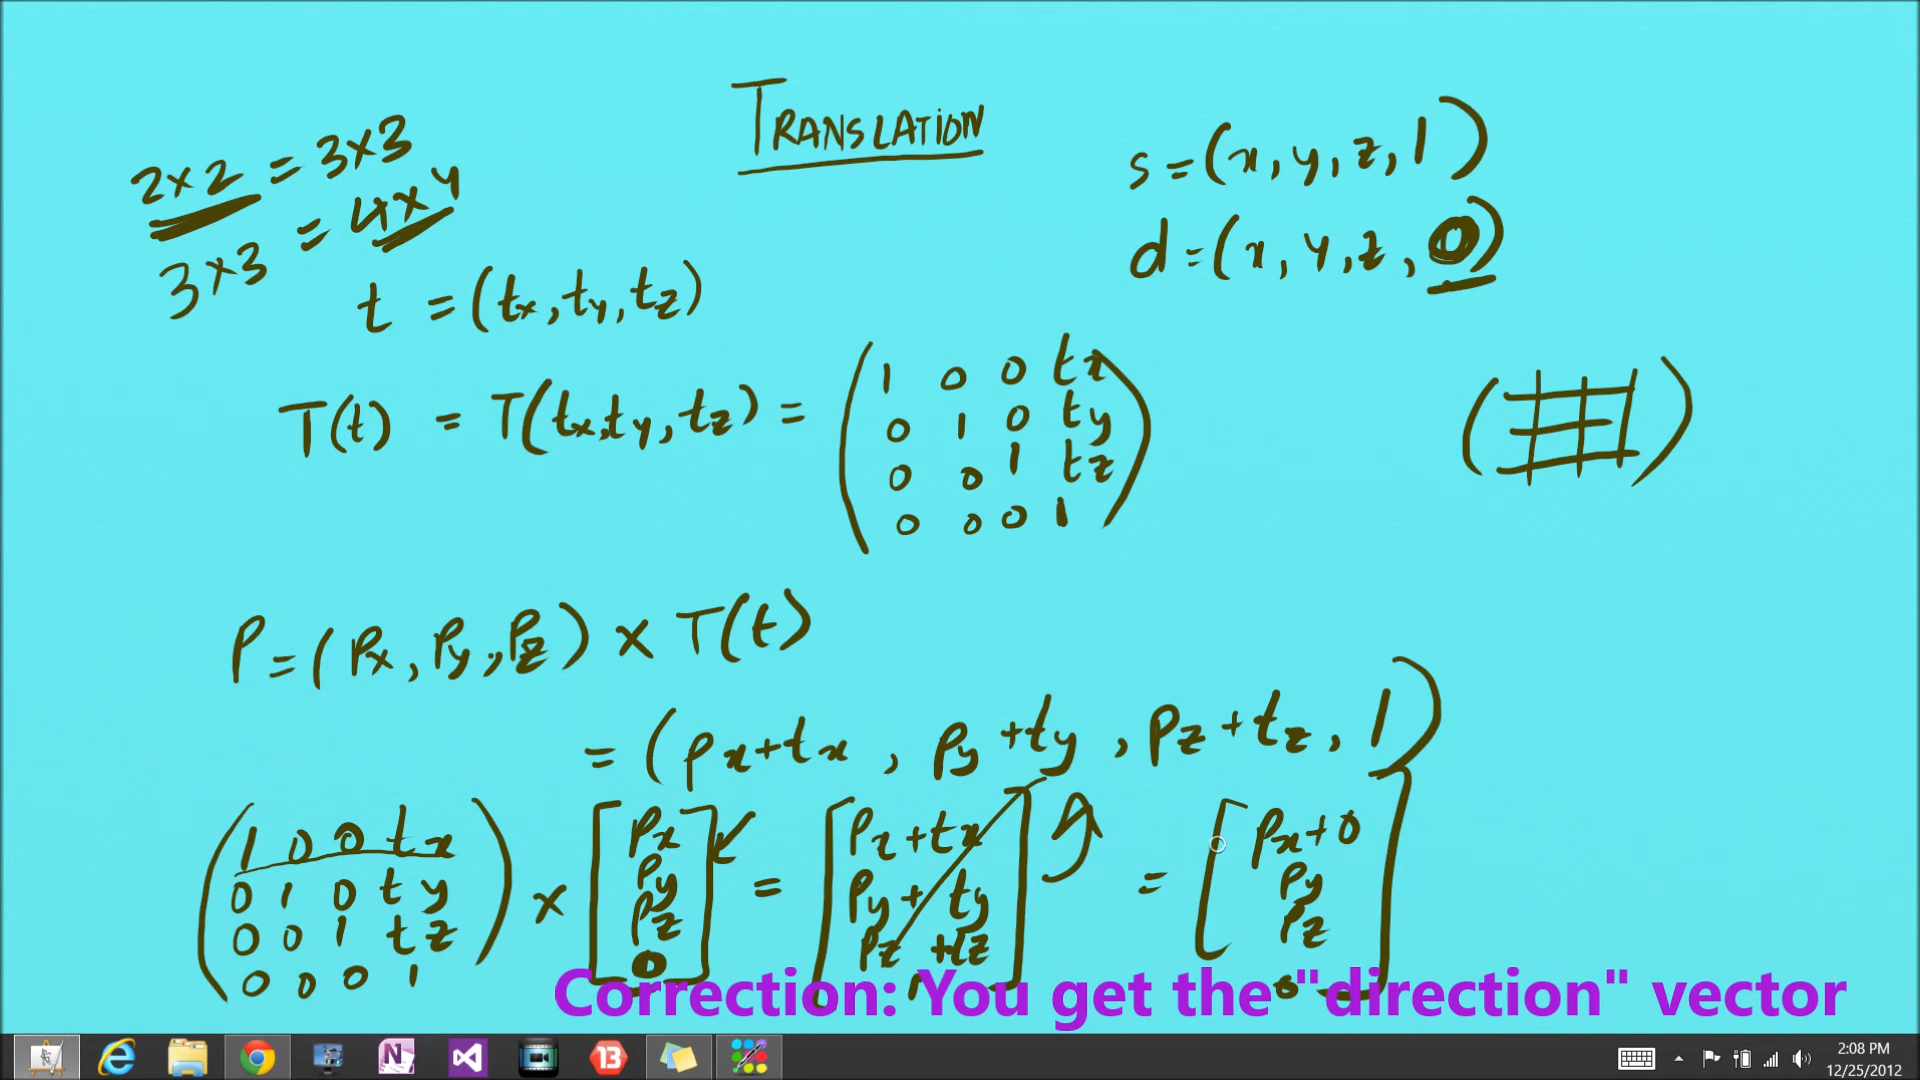 TRANSLATION
2x2 = 3x3
3x3 = 4x4
s = (x, y, z, 1)
d = (x, y, z, 0)
t = (tx, ty, tz)
T(t) = T(tx, ty, tz) =
1 0 0 tx
0 1 0 ty
0 0 1 tz
0 0 0 1
P = (Px, Py, Pz) x T(t)
= (px+tx, py+ty, pz+tz, 1)
1 0 0 tx
0 1 0 ty
0 0 1 tz
0 0 0 1
x
px
py
pz
0
=
px+tx
py+ty
pz+tz
1
=
px+0
py
pz
0
Correction: You get the "direction" vector
N
13
2:08 PM
12/25/2012